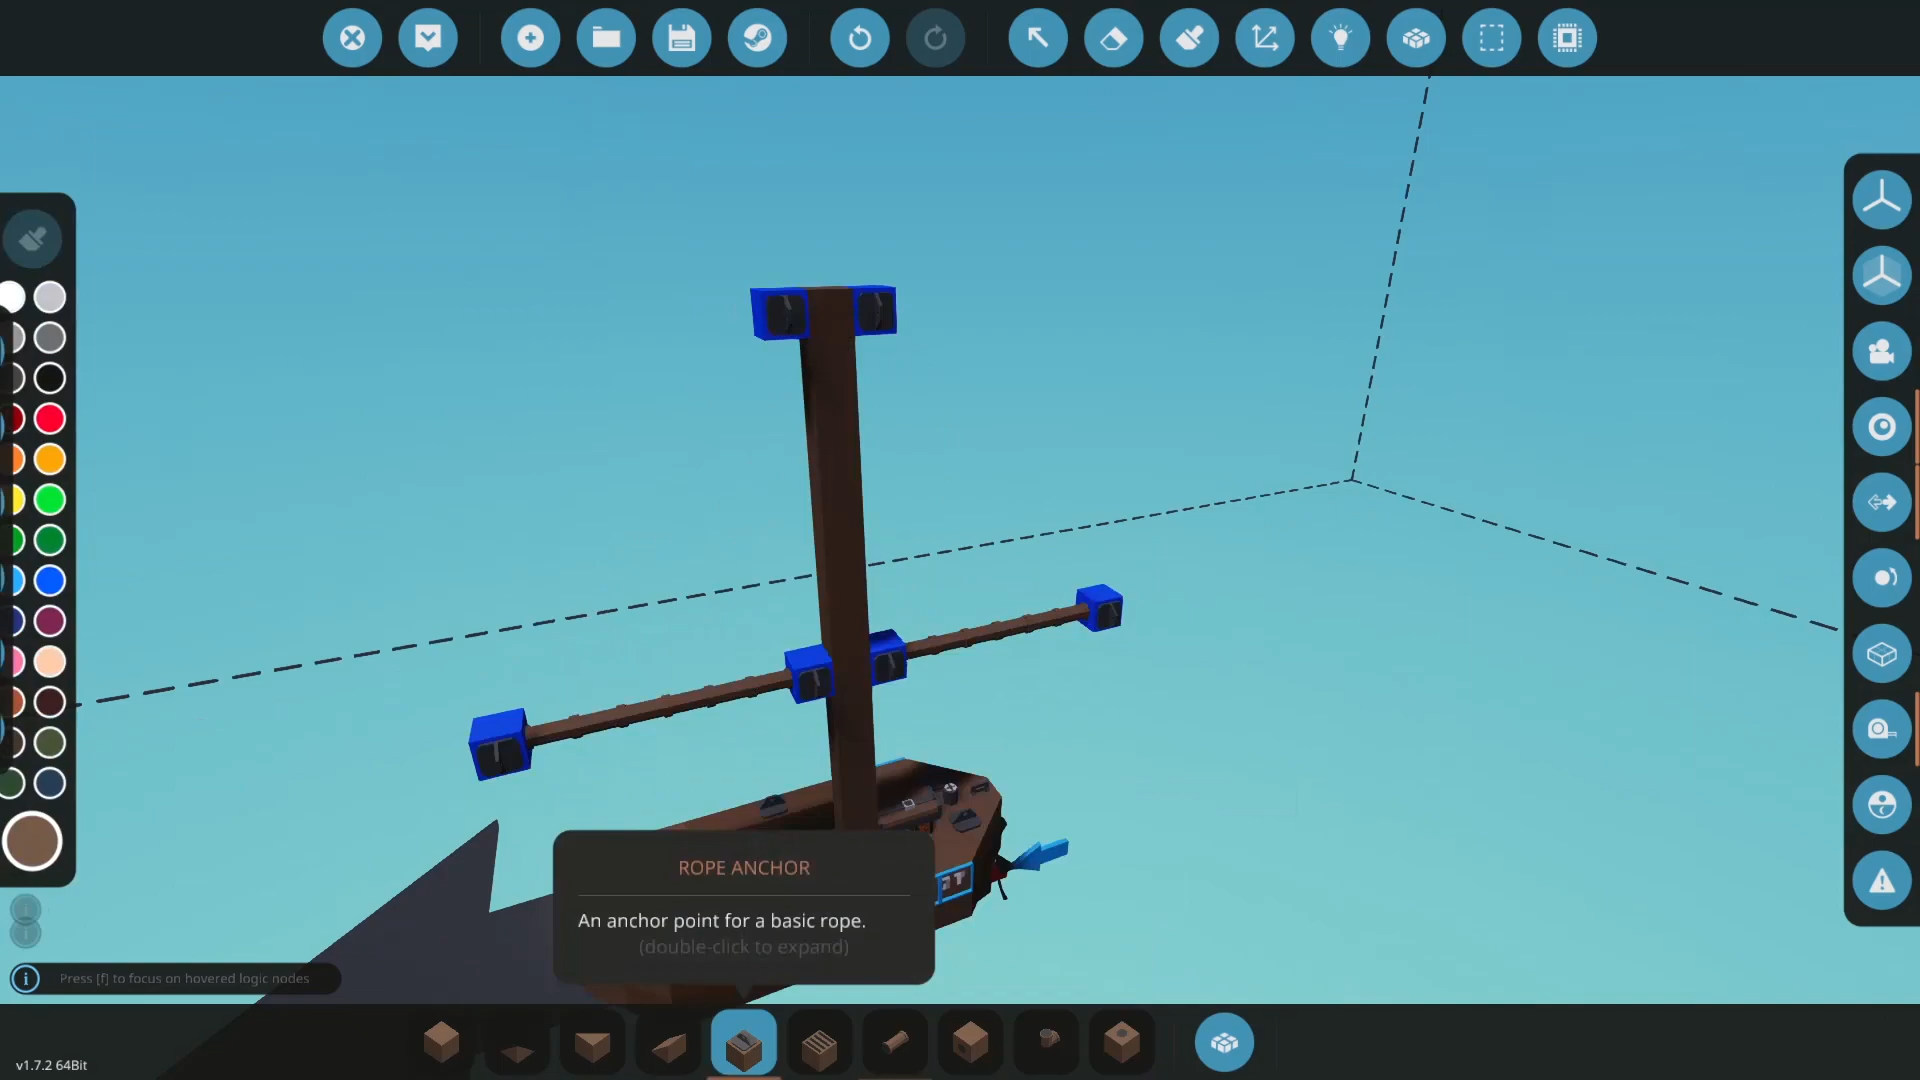 ROPE ANCHOR
An anchor point for a basic rope.
(double-click to expand)
Press [f] to focus on hovered logic nodes
v1.7.2 64Bit